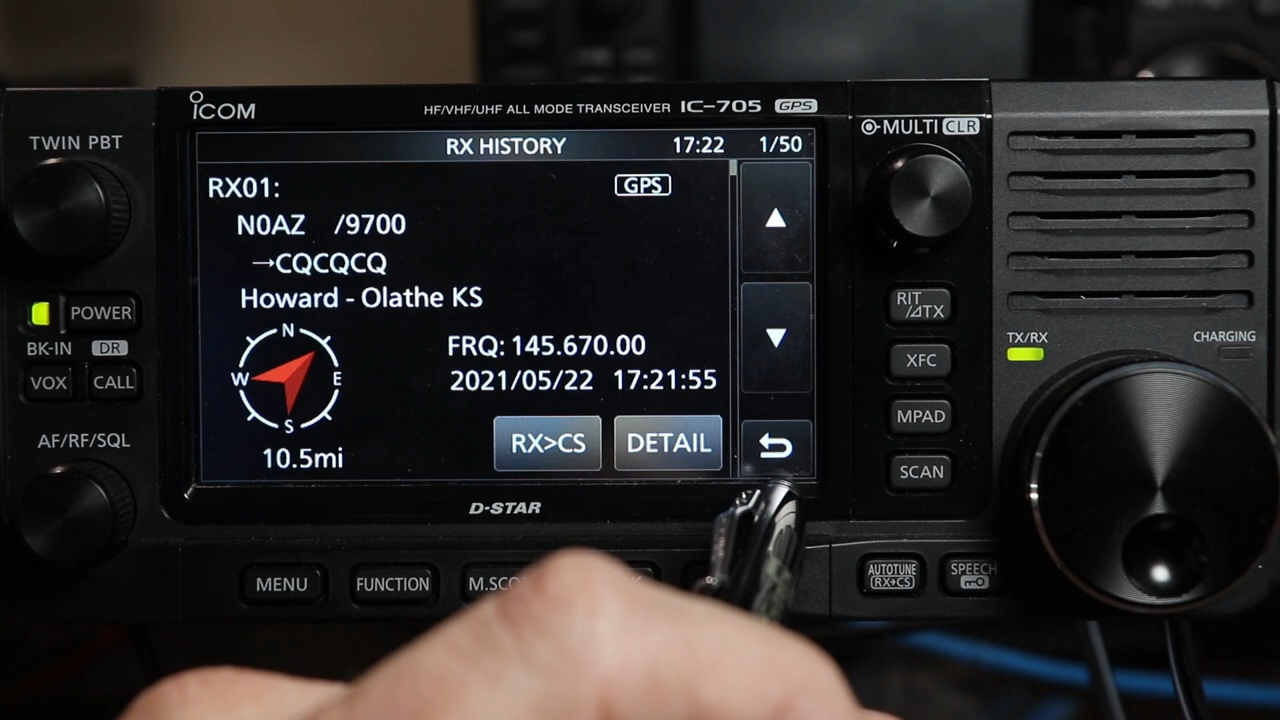 ICOM
HF/VHF/UHF ALL MODE TRANSCEIVER IC-705 GPS
TWIN PBT
MULTI CLR
RX HISTORY 17:22 1/50
RX01: GPS
N0AZ /9700
→CQCQCQ
Howard - Olathe KS
N
W E
S
10.5mi
FRQ: 145.670.00
2021/05/22 17:21:55
RX>CS DETAIL
POWER
BK-IN DR
VOX CALL
AF/RF/SQL
RIT
/⊿TX
XFC
MPAD
SCAN
TX/RX
CHARGING
D-STAR
MENU FUNCTION
AUTOTUNE
RX→CS
SPEECH